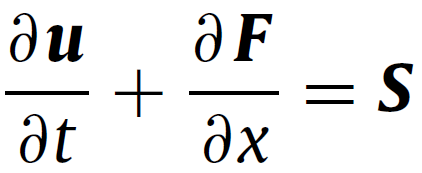 ∂𝒖/∂t + ∂𝑭/∂x = 𝑺